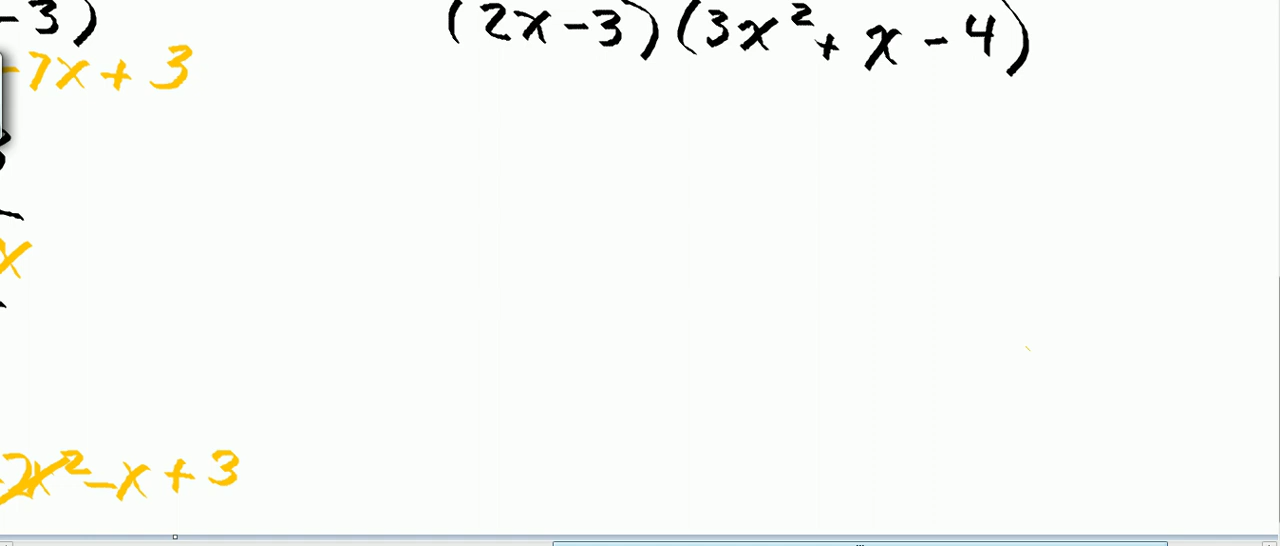 -3)
(2x-3)(3x²+x-4)
-7x+3
x
2x²-x+3